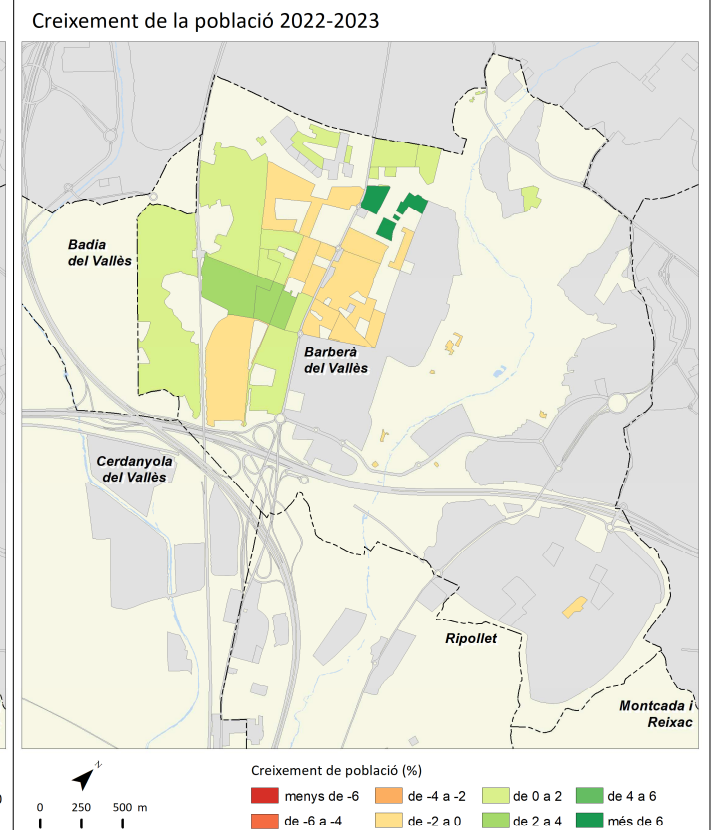 Creixement de la població 2022-2023
Badia
del Vallès
Barberà
del Vallès
Cerdanyola
del Vallès
Ripollet
Montcada i
Reixac
N
0 250 500 m
Creixement de població (%)
menys de -6
de -4 a -2
de 0 a 2
de 4 a 6
de -6 a -4
de -2 a 0
de 2 a 4
més de 6